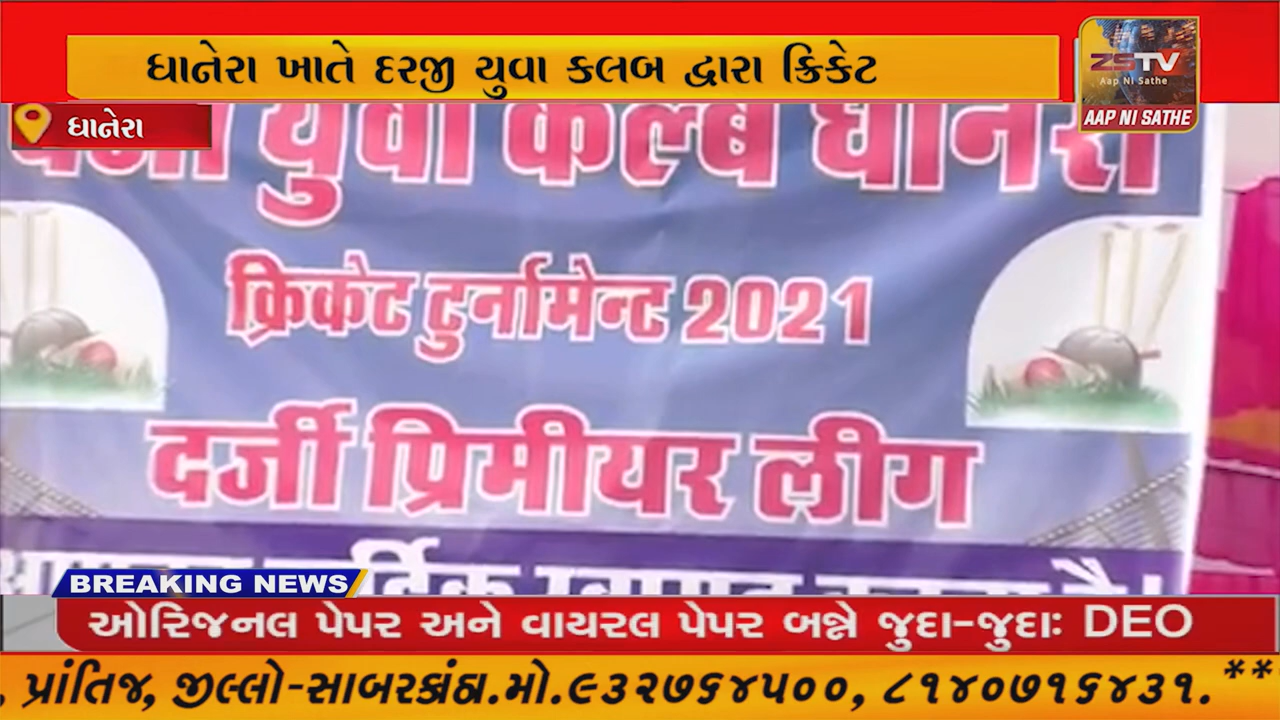 ધાનેરા ખાતે દરજી યુવા કલબ દ્વારા ક્રિકેટ
ZSTV
Aap Ni Sathe
AAP NI SATHE
ધાનેરા
युवा कल्ब धानेरा
क्रिकेट टुर्नामेन्ट 2021
दर्जी प्रिमीयर लीग
है।
BREAKING NEWS
ઓરિજનલ પેપર અને વાયરલ પેપર બન્ને જુદા-જુદાઃ DEO
, પ્રાંતિજ, જીલ્લો-સાબરકાંઠા.મો.૯૩૨૭૬૪૫૦૦, ૮૧૪૦૭૧૬૪૩૧.**